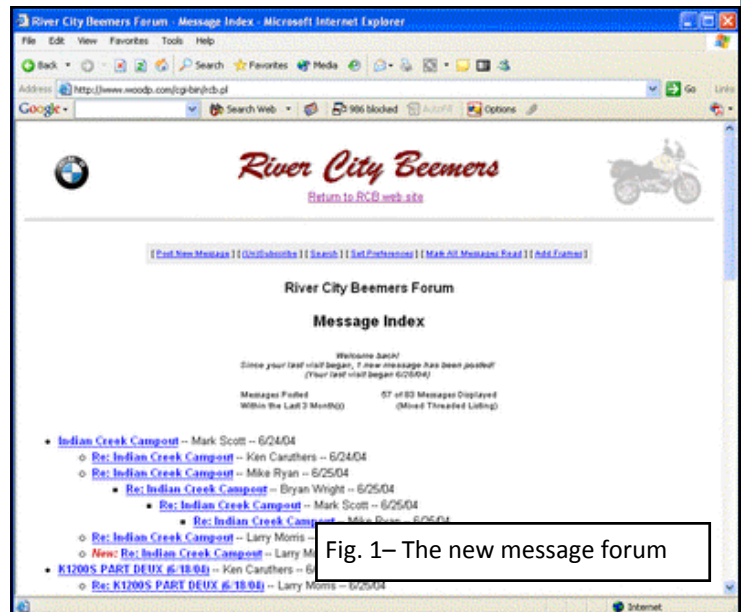 River City Beemers Forum - Message Index - Microsoft Internet Explorer
File Edit View Favorites Tools Help
Back Search Favorites Media
Address http://www.woodp.com/cgi-bin/rcb.pl Go Links
Google - Search Web 986 blocked AutoFill Options
River City Beemers
Return to RCB web site
[ Post New Message ] [ (Un)Subscribe ] [ Search ] [ Set Preferences ] [ Mark All Messages Read ] [ Add Frames ]
River City Beemers Forum
Message Index
Welcome back!
Since your last visit began, 1 new message has been posted!
(Your last visit began 6/28/04)
Messages Posted 67 of 83 Messages Displayed
Within the Last 3 Month(s) (Mixed Threaded Listing)
Indian Creek Campout -- Mark Scott -- 6/24/04
Re: Indian Creek Campout -- Ken Caruthers -- 6/24/04
Re: Indian Creek Campout -- Mike Ryan -- 6/25/04
Re: Indian Creek Campout -- Bryan Wright -- 6/25/04
Re: Indian Creek Campout -- Mark Scott -- 6/25/04
Re: Indian Creek Campout -- Mike Ryan -- 6/25/04
Re: Indian Creek Campout -- Larry Morris --
New: Re: Indian Creek Campout -- Larry
K1200S PART DEUX (6/18/04) -- Ken Caruthers --
Re: K1200S PART DEUX (6/18/04) -- Larry Morris -- 6/25/04
Fig. 1– The new message forum
Internet